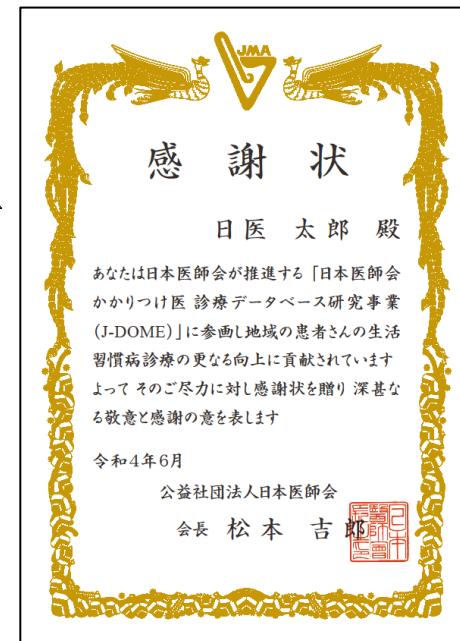 JMA
感謝状
日医 太郎 殿
あなたは日本医師会が推進する「日本医師会
かかりつけ医 診療データベース研究事業
(J-DOME)」に参画し地域の患者さんの生活
習慣病診療の更なる向上に貢献されています
よって そのご尽力に対し感謝状を贈り 深甚な
る敬意と感謝の意を表します
令和4年6月
公益社団法人日本医師会
会長 松本 吉郎